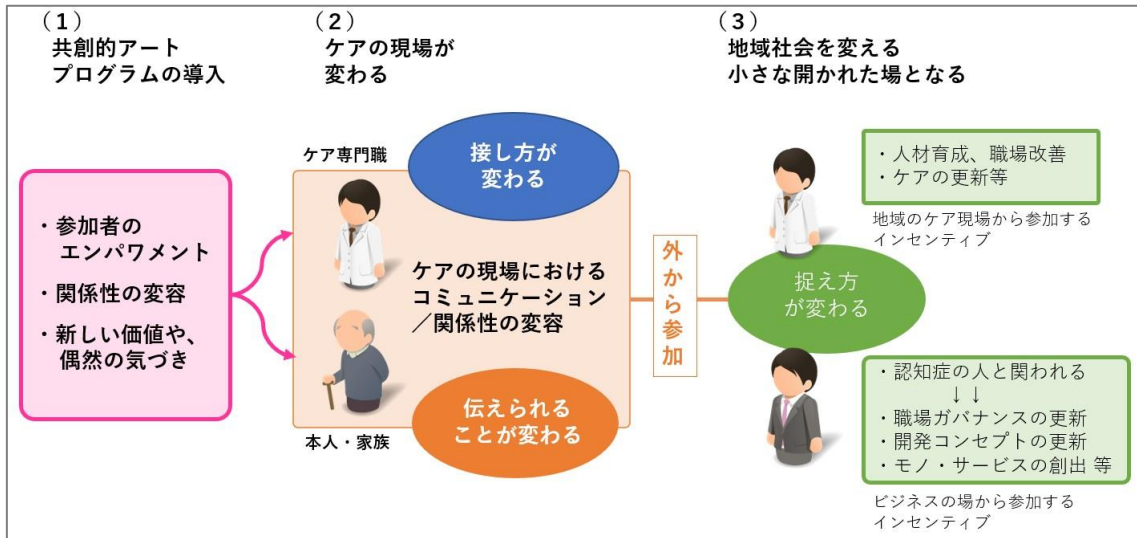 (１)
共創的アート
プログラムの導入
・参加者の
エンパワメント
・関係性の変容
・新しい価値や、
偶然の気づき
(２)
ケアの現場が
変わる
ケア専門職
接し方が
変わる
ケアの現場における
コミュニケーション
／関係性の変容
伝えられる
ことが変わる
本人・家族
外から参加
(３)
地域社会を変える
小さな開かれた場となる
・人材育成、職場改善
・ケアの更新等
地域のケア現場から参加する
インセンティブ
捉え方
が変わる
・認知症の人と関われる
↓↓
・職場ガバナンスの更新
・開発コンセプトの更新
・モノ・サービスの創出 等
ビジネスの場から参加する
インセンティブ